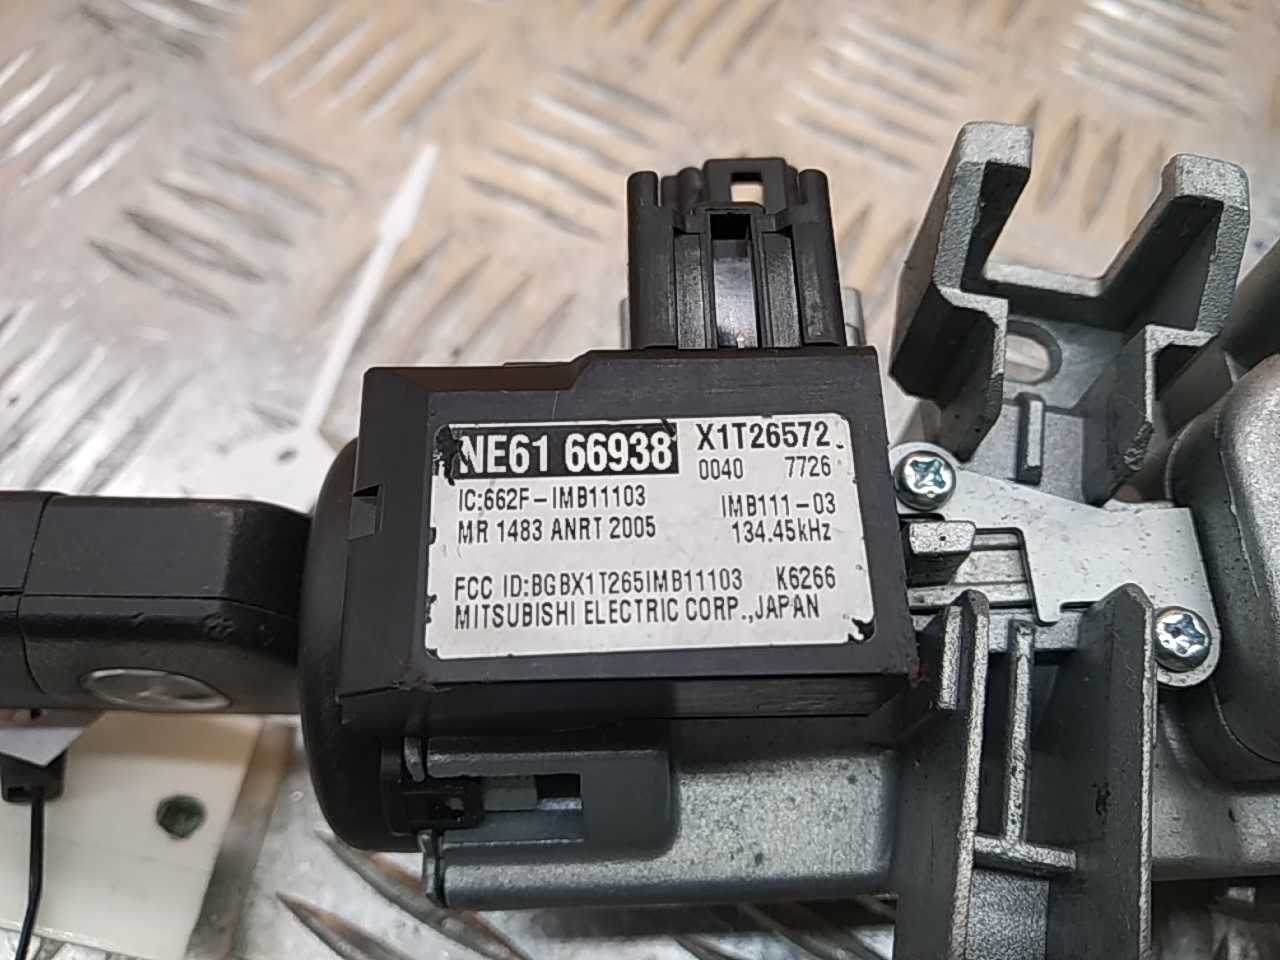 NE61 66938 X1T26572
0040 7726
IC:662F-IMB11103 IMB111-03
MR 1483 ANRT 2005 134.45kHz
FCC ID:BGBX1T265IMB11103 K6266
MITSUBISHI ELECTRIC CORP.,JAPAN